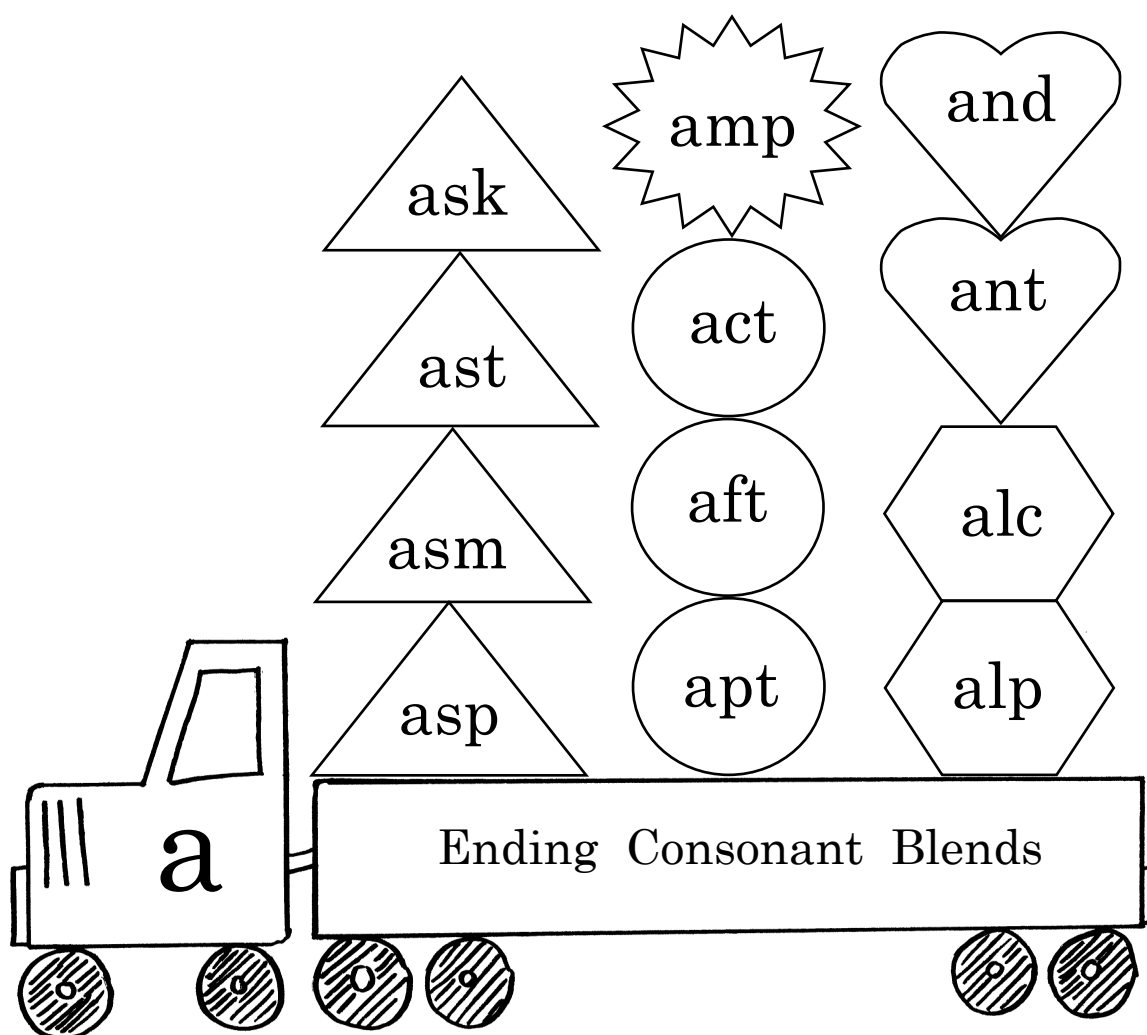 ask
ast
asm
asp
amp
act
aft
apt
and
ant
alc
alp
a
Ending Consonant Blends